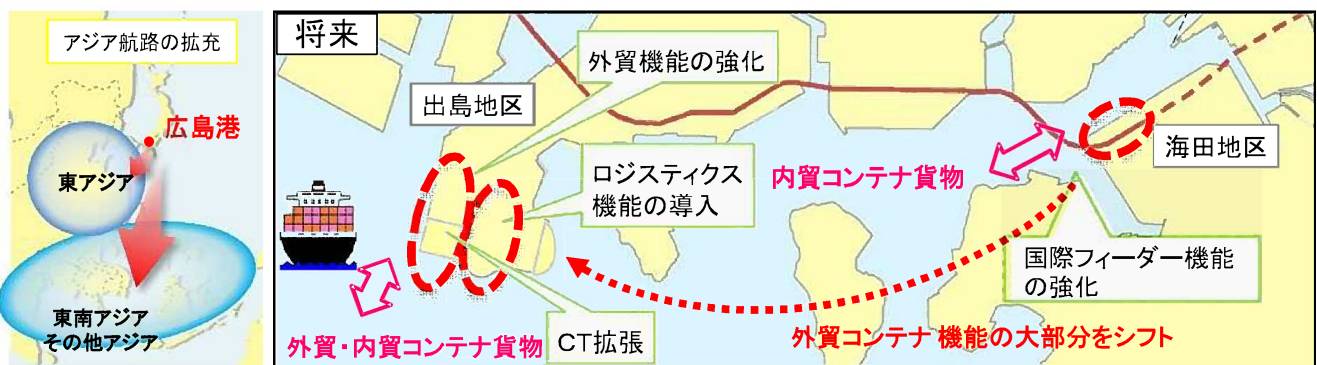 アジア航路の拡充
広島港
東アジア
東南アジア
その他アジア
将来
外貿機能の強化
出島地区
ロジスティクス
機能の導入
内貿コンテナ貨物
海田地区
国際フィーダー機能
の強化
外貿・内貿コンテナ貨物
CT拡張
外貿コンテナ 機能の大部分をシフト